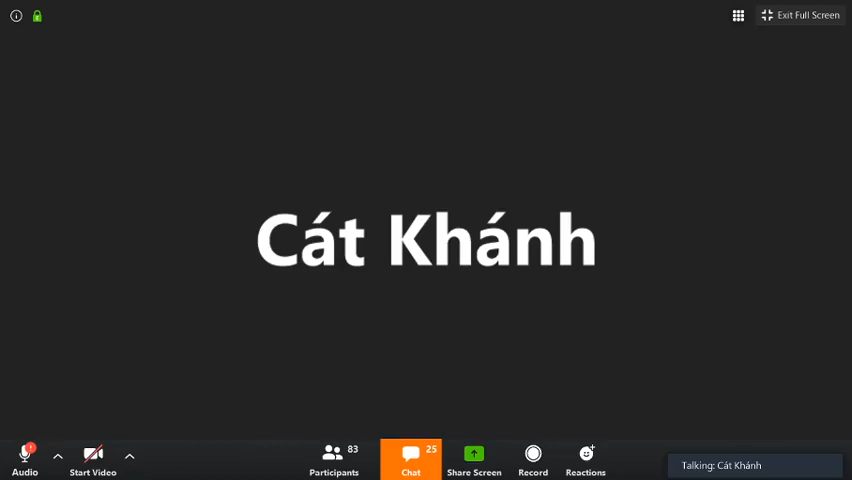 Exit Full Screen
Cát Khánh
83
25
Audio
Start Video
Participants
Chat
Share Screen
Record
Reactions
Talking: Cát Khánh